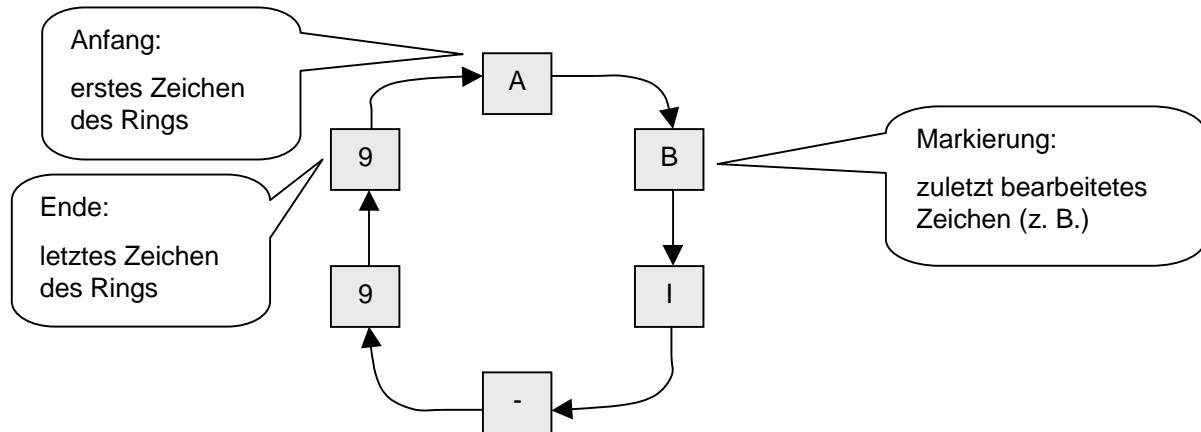 Anfang:
erstes Zeichen
des Rings
A
B
I
-
9
9
Ende:
letztes Zeichen
des Rings
Markierung:
zuletzt bearbeitetes
Zeichen (z. B.)